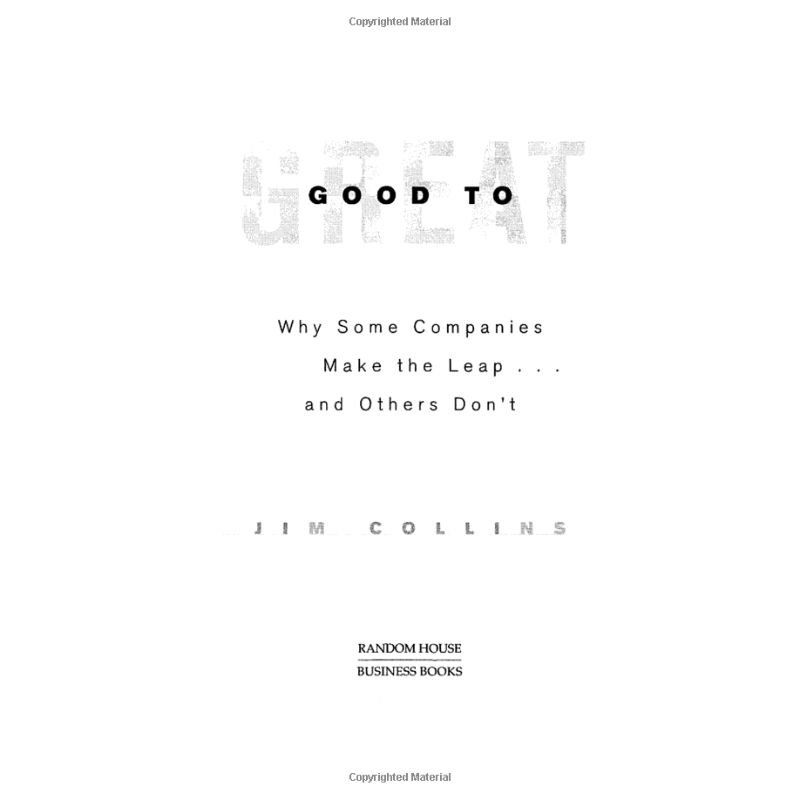 Copyrighted Material
GOOD TO
GREAT
Why Some Companies
Make the Leap . . .
and Others Don't
JIM COLLINS
RANDOM HOUSE
BUSINESS BOOKS
Copyrighted Material